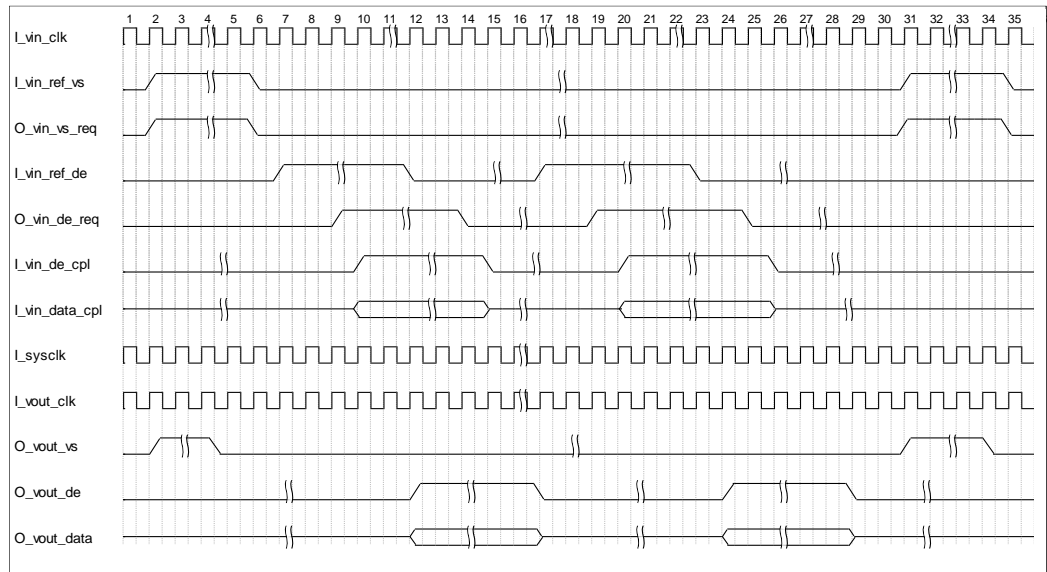 1 2 3 4 5 6 7 8 9 10 11 12 13 14 15 16 17 18 19 20 21 22 23 24 25 26 27 28 29 30 31 32 33 34 35
I_vin_clk
I_vin_ref_vs
O_vin_vs_req
I_vin_ref_de
O_vin_de_req
I_vin_de_cpl
I_vin_data_cpl
I_sysclk
I_vout_clk
O_vout_vs
O_vout_de
O_vout_data